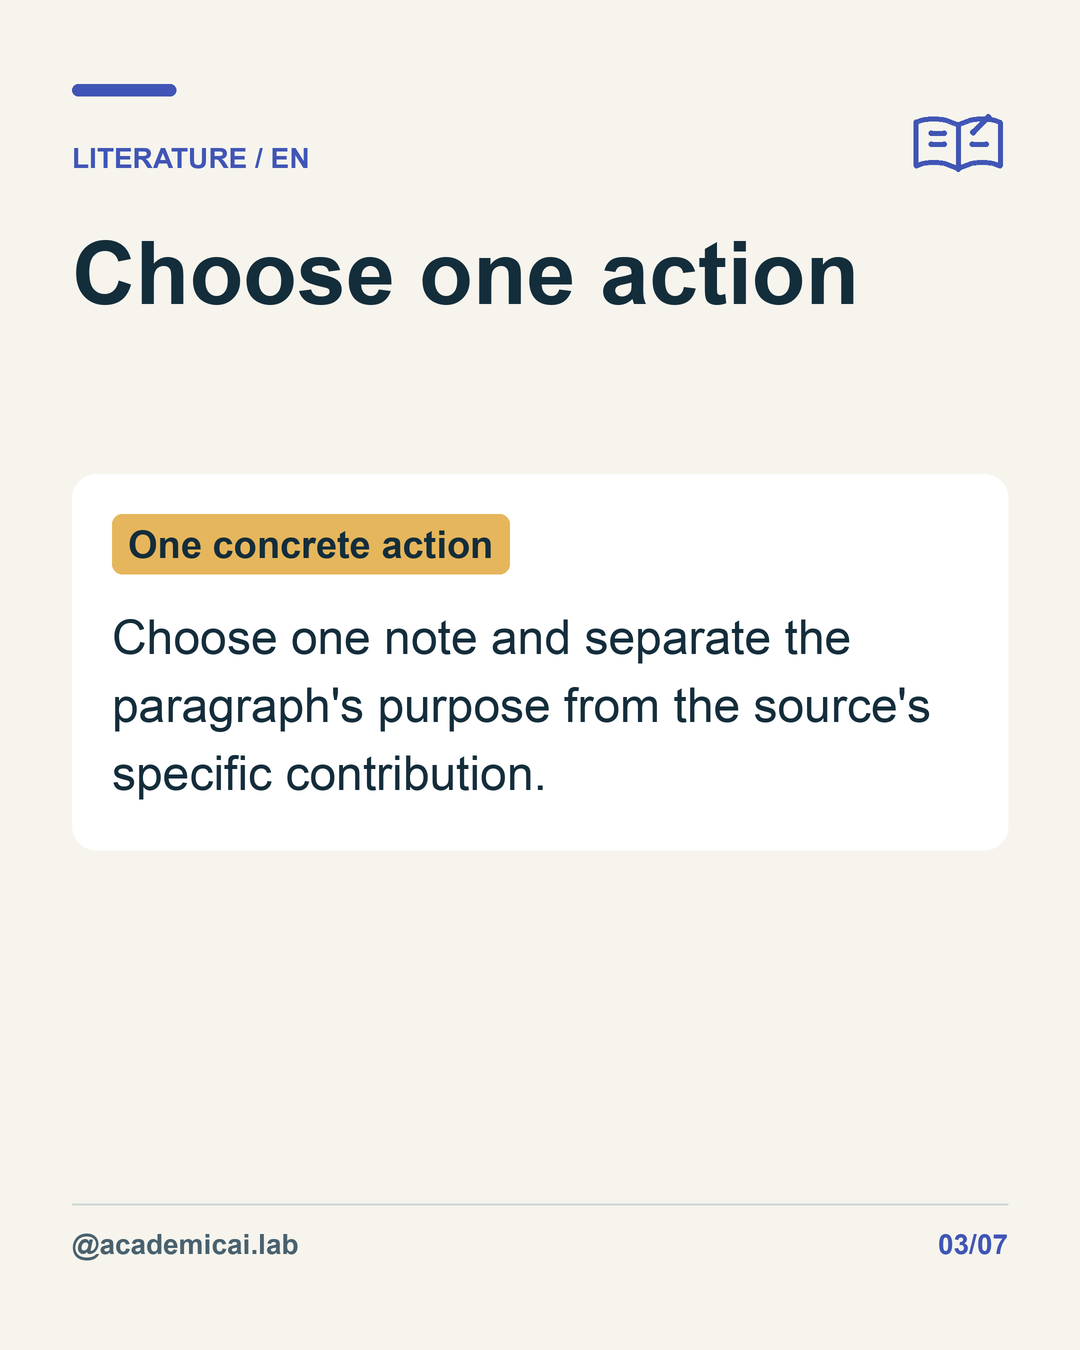 LITERATURE / EN
Choose one action
One concrete action
Choose one note and separate the
paragraph's purpose from the source's
specific contribution.
@academicai.lab
03/07